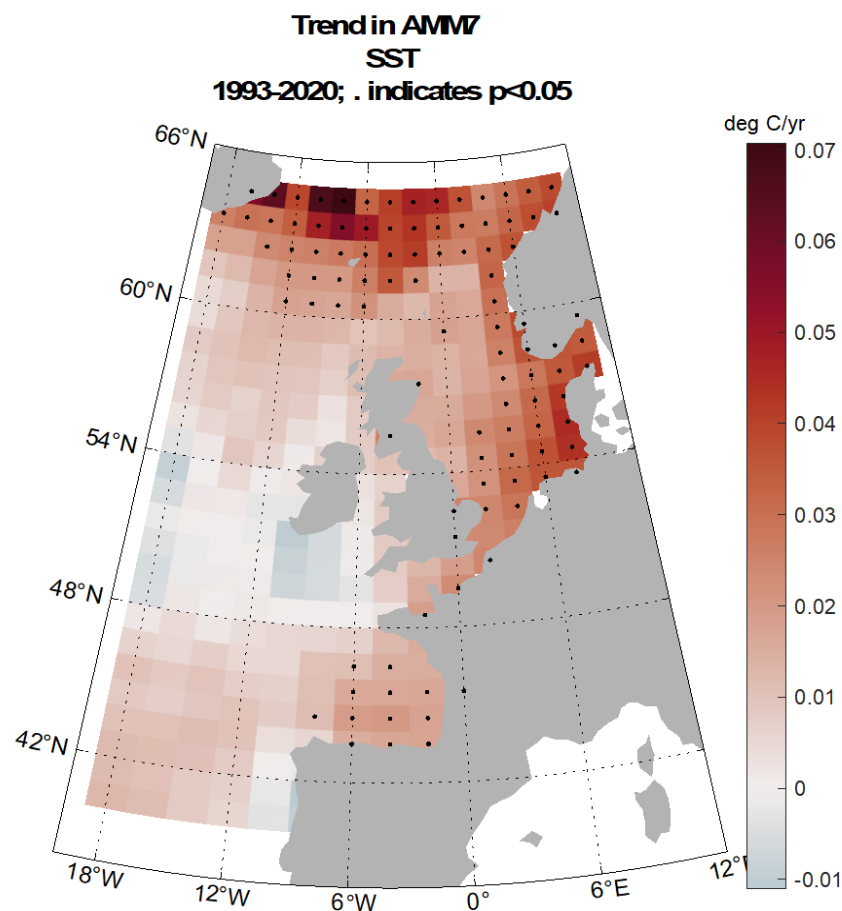 Trend in AMM7
SST
1993-2020; . indicates p<0.05
deg C/yr
66°N
60°N
54°N
48°N
42°N
18°W
12°W
6°W
0°
6°E
12°E
0.07
0.06
0.05
0.04
0.03
0.02
0.01
0
-0.01